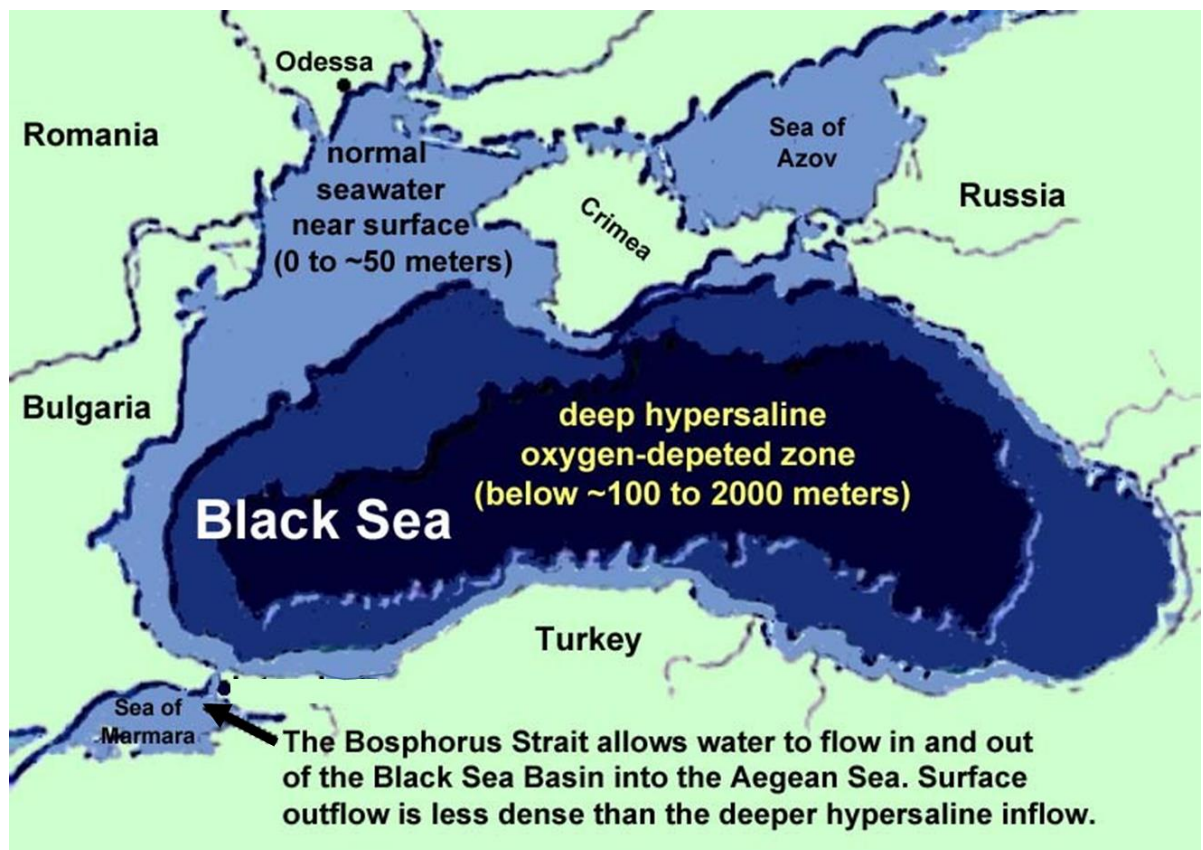 Odessa
Romania
Sea of
Azov
normal
seawater
near surface
(0 to ~50 meters)
Russia
Crimea
Bulgaria
deep hypersaline
oxygen-depeted zone
(below ~100 to 2000 meters)
Black Sea
Turkey
Sea of
Marmara
The Bosphorus Strait allows water to flow in and out
of the Black Sea Basin into the Aegean Sea. Surface
outflow is less dense than the deeper hypersaline inflow.